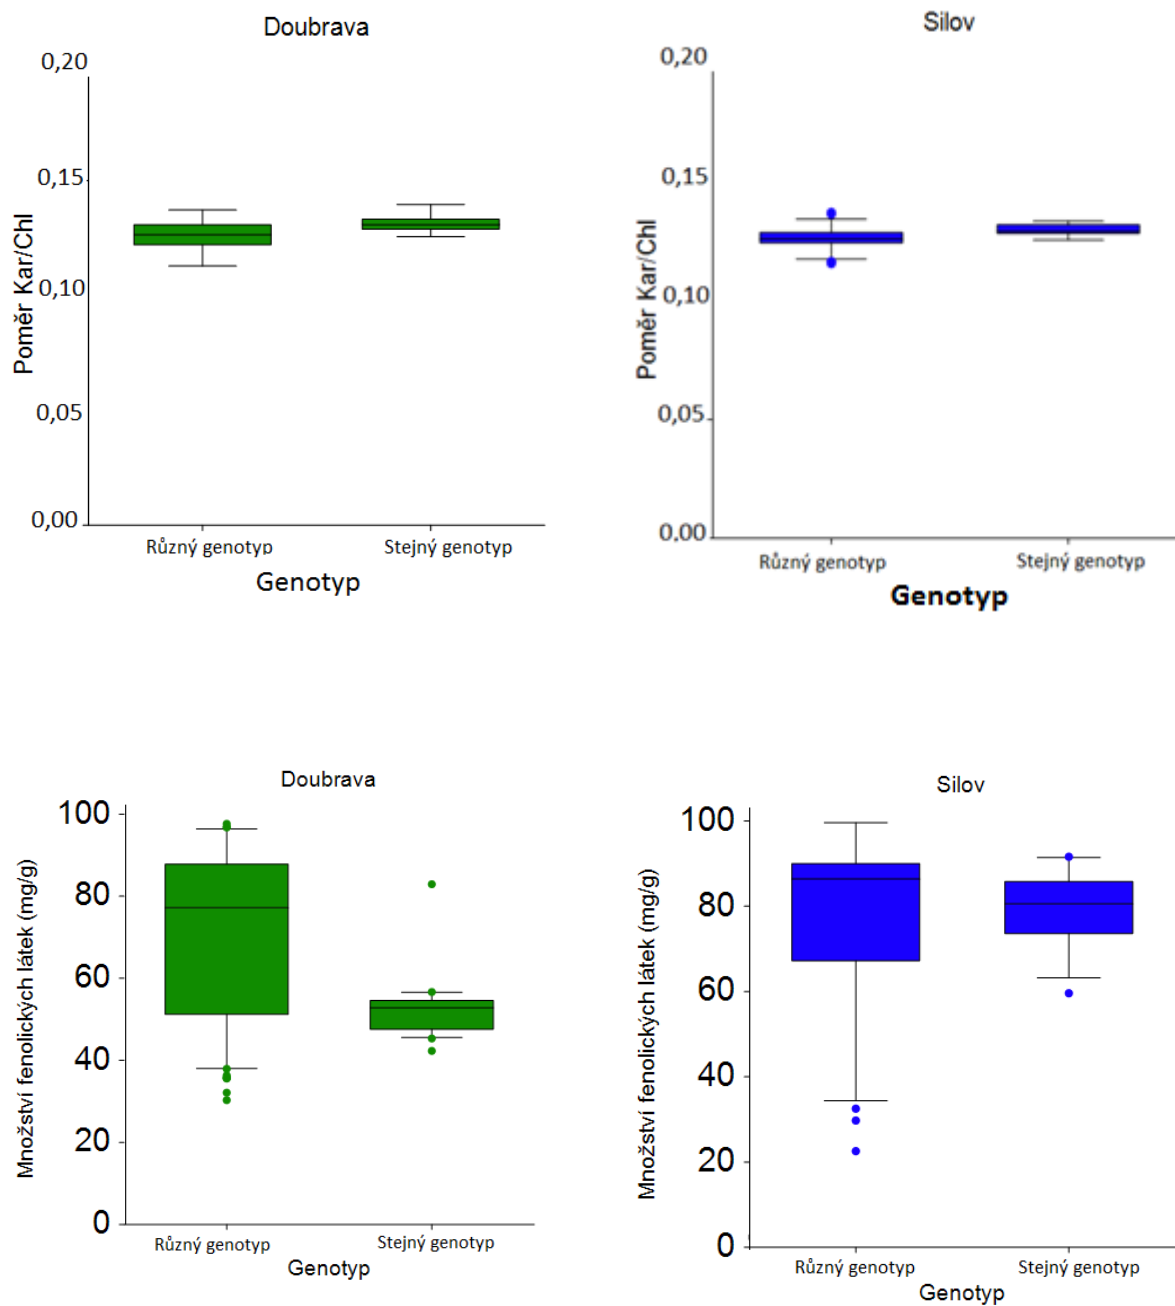 Doubrava
0,20
0,15
0,10
0,05
0,00
Poměr Kar/Chl
Různý genotyp
Stejný genotyp
Genotyp
Silov
0,20
0,15
0,10
0,05
0,00
Poměr Kar/Chl
Různý genotyp
Stejný genotyp
Genotyp
Doubrava
100
80
60
40
20
0
Množství fenolických látek (mg/g)
Různý genotyp
Stejný genotyp
Genotyp
Silov
100
80
60
40
20
0
Množství fenolických látek (mg/g)
Různý genotyp
Stejný genotyp
Genotyp